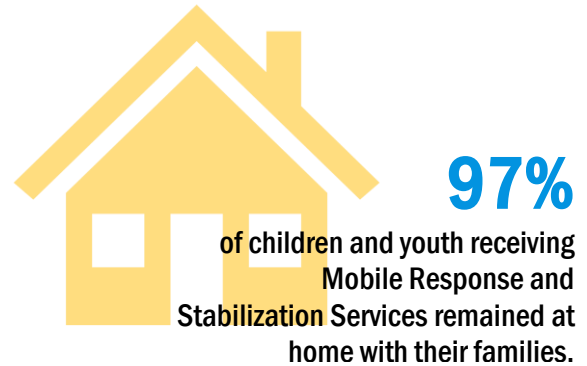 97%
of children and youth receiving
Mobile Response and
Stabilization Services remained at
home with their families.